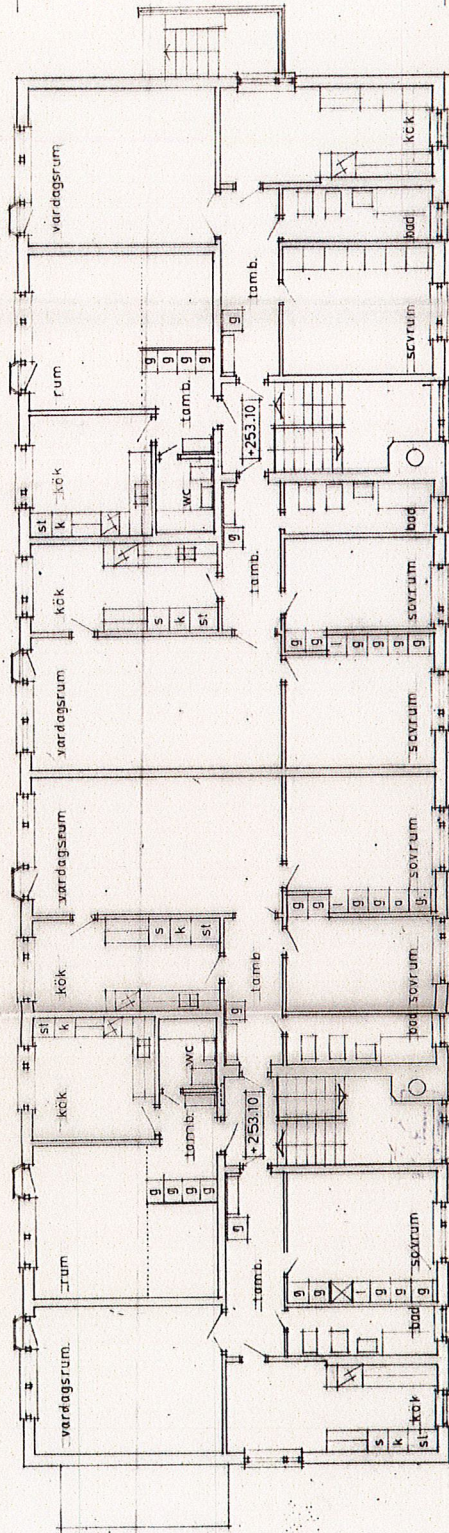 vardagsrum
kök
bad
tamb.
g
sovrum
rum
g g g g
tamb.
+253.10
kök
st
k
wc
kök
s
k
st
g
tamb.
bad
sovrum
g g l g g g g
vardagsrum
sovrum
vardagsrum
sovrum
g g l g g a g
kök
s
k
st
tamb
g
sovrum
bad
st
k
kök
wc
tamb.
+253.10
rum
g g g g
g
tamb.
sovrum
g g l g g g
bad
vardagsrum
kök
s
k
st